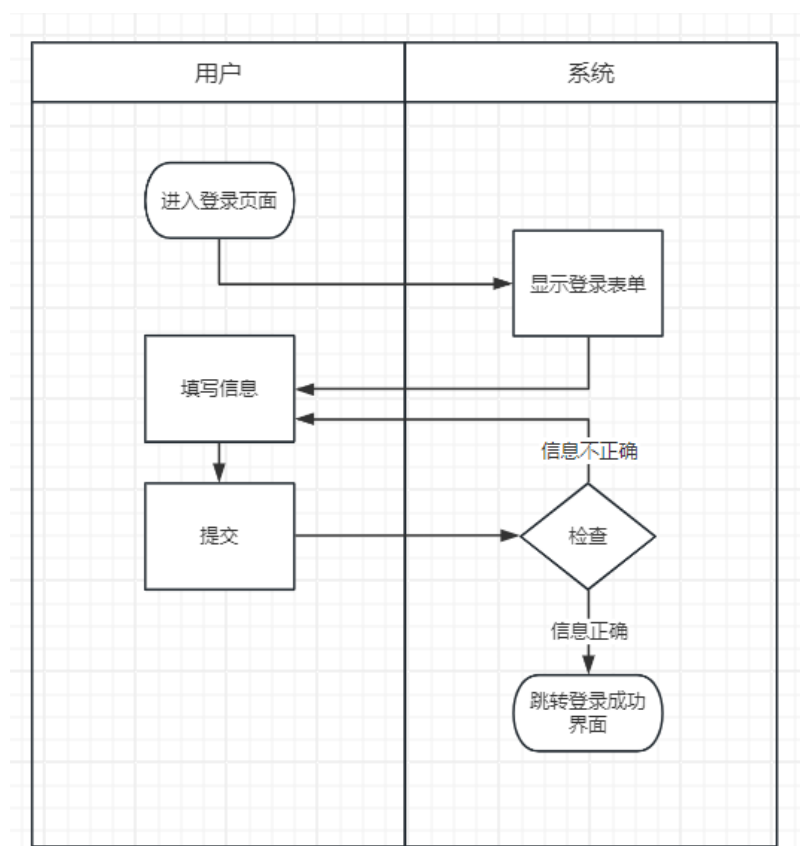 用户
系统
进入登录页面
显示登录表单
填写信息
信息不正确
提交
检查
信息正确
跳转登录成功
界面